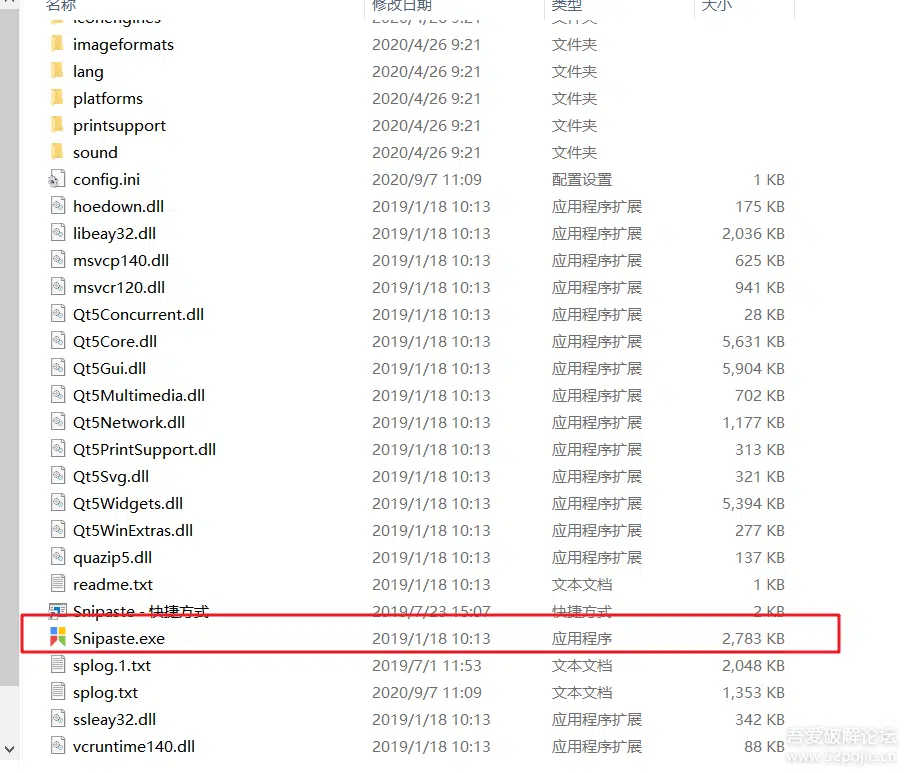 名称 修改日期 类型 大小
iconengines 2020/4/26 9:21 文件夹
imageformats 2020/4/26 9:21 文件夹
lang 2020/4/26 9:21 文件夹
platforms 2020/4/26 9:21 文件夹
printsupport 2020/4/26 9:21 文件夹
sound 2020/4/26 9:21 文件夹
config.ini 2020/9/7 11:09 配置设置 1 KB
hoedown.dll 2019/1/18 10:13 应用程序扩展 175 KB
libeay32.dll 2019/1/18 10:13 应用程序扩展 2,036 KB
msvcp140.dll 2019/1/18 10:13 应用程序扩展 625 KB
msvcr120.dll 2019/1/18 10:13 应用程序扩展 941 KB
Qt5Concurrent.dll 2019/1/18 10:13 应用程序扩展 28 KB
Qt5Core.dll 2019/1/18 10:13 应用程序扩展 5,631 KB
Qt5Gui.dll 2019/1/18 10:13 应用程序扩展 5,904 KB
Qt5Multimedia.dll 2019/1/18 10:13 应用程序扩展 702 KB
Qt5Network.dll 2019/1/18 10:13 应用程序扩展 1,177 KB
Qt5PrintSupport.dll 2019/1/18 10:13 应用程序扩展 313 KB
Qt5Svg.dll 2019/1/18 10:13 应用程序扩展 321 KB
Qt5Widgets.dll 2019/1/18 10:13 应用程序扩展 5,394 KB
Qt5WinExtras.dll 2019/1/18 10:13 应用程序扩展 277 KB
quazip5.dll 2019/1/18 10:13 应用程序扩展 137 KB
readme.txt 2019/1/18 10:13 文本文档 1 KB
Snipaste - 快捷方式 2019/7/23 15:07 快捷方式 2 KB
Snipaste.exe 2019/1/18 10:13 应用程序 2,783 KB
splog.1.txt 2019/7/1 11:53 文本文档 2,048 KB
splog.txt 2020/9/7 11:09 文本文档 1,353 KB
ssleay32.dll 2019/1/18 10:13 应用程序扩展 342 KB
vcruntime140.dll 2019/1/18 10:13 应用程序扩展 88 KB
吾爱破解论坛
www.52pojie.cn